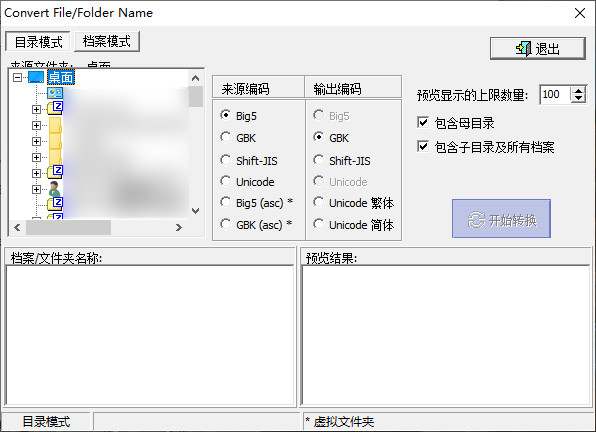 Convert File/Folder Name
目录模式 档案模式
退出
来源文件夹: 桌面
桌面
来源编码 输出编码
Big5 Big5
GBK GBK
Shift-JIS Shift-JIS
Unicode Unicode
Big5 (asc) * Unicode 繁体
GBK (asc) * Unicode 简体
预览显示的上限数量: 100
包含母目录
包含子目录及所有档案
开始转换
档案/文件夹名称: 预览结果:
目录模式 * 虚拟文件夹